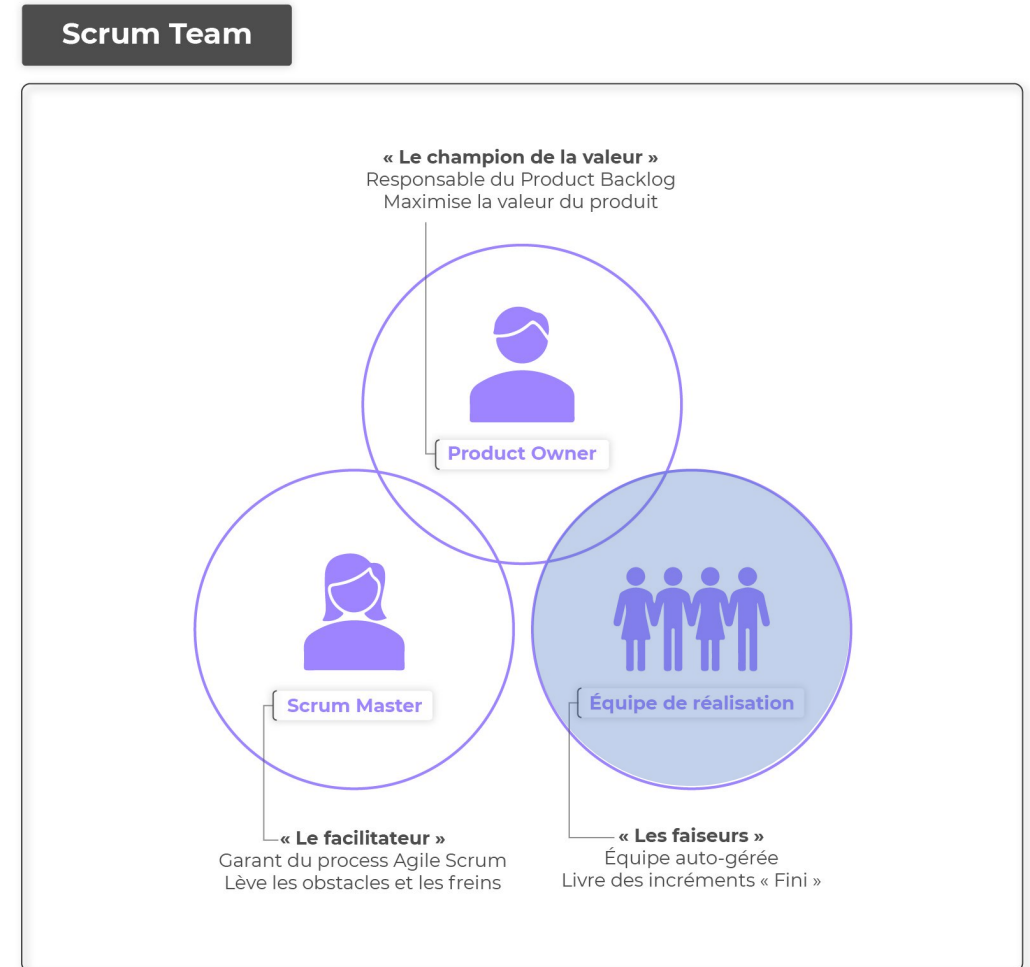 Scrum Team
« Le champion de la valeur »
Responsable du Product Backlog
Maximise la valeur du produit
Product Owner
Scrum Master
Équipe de réalisation
« Le facilitateur »
Garant du process Agile Scrum
Lève les obstacles et les freins
« Les faiseurs »
Équipe auto-gérée
Livre des incréments « Fini »